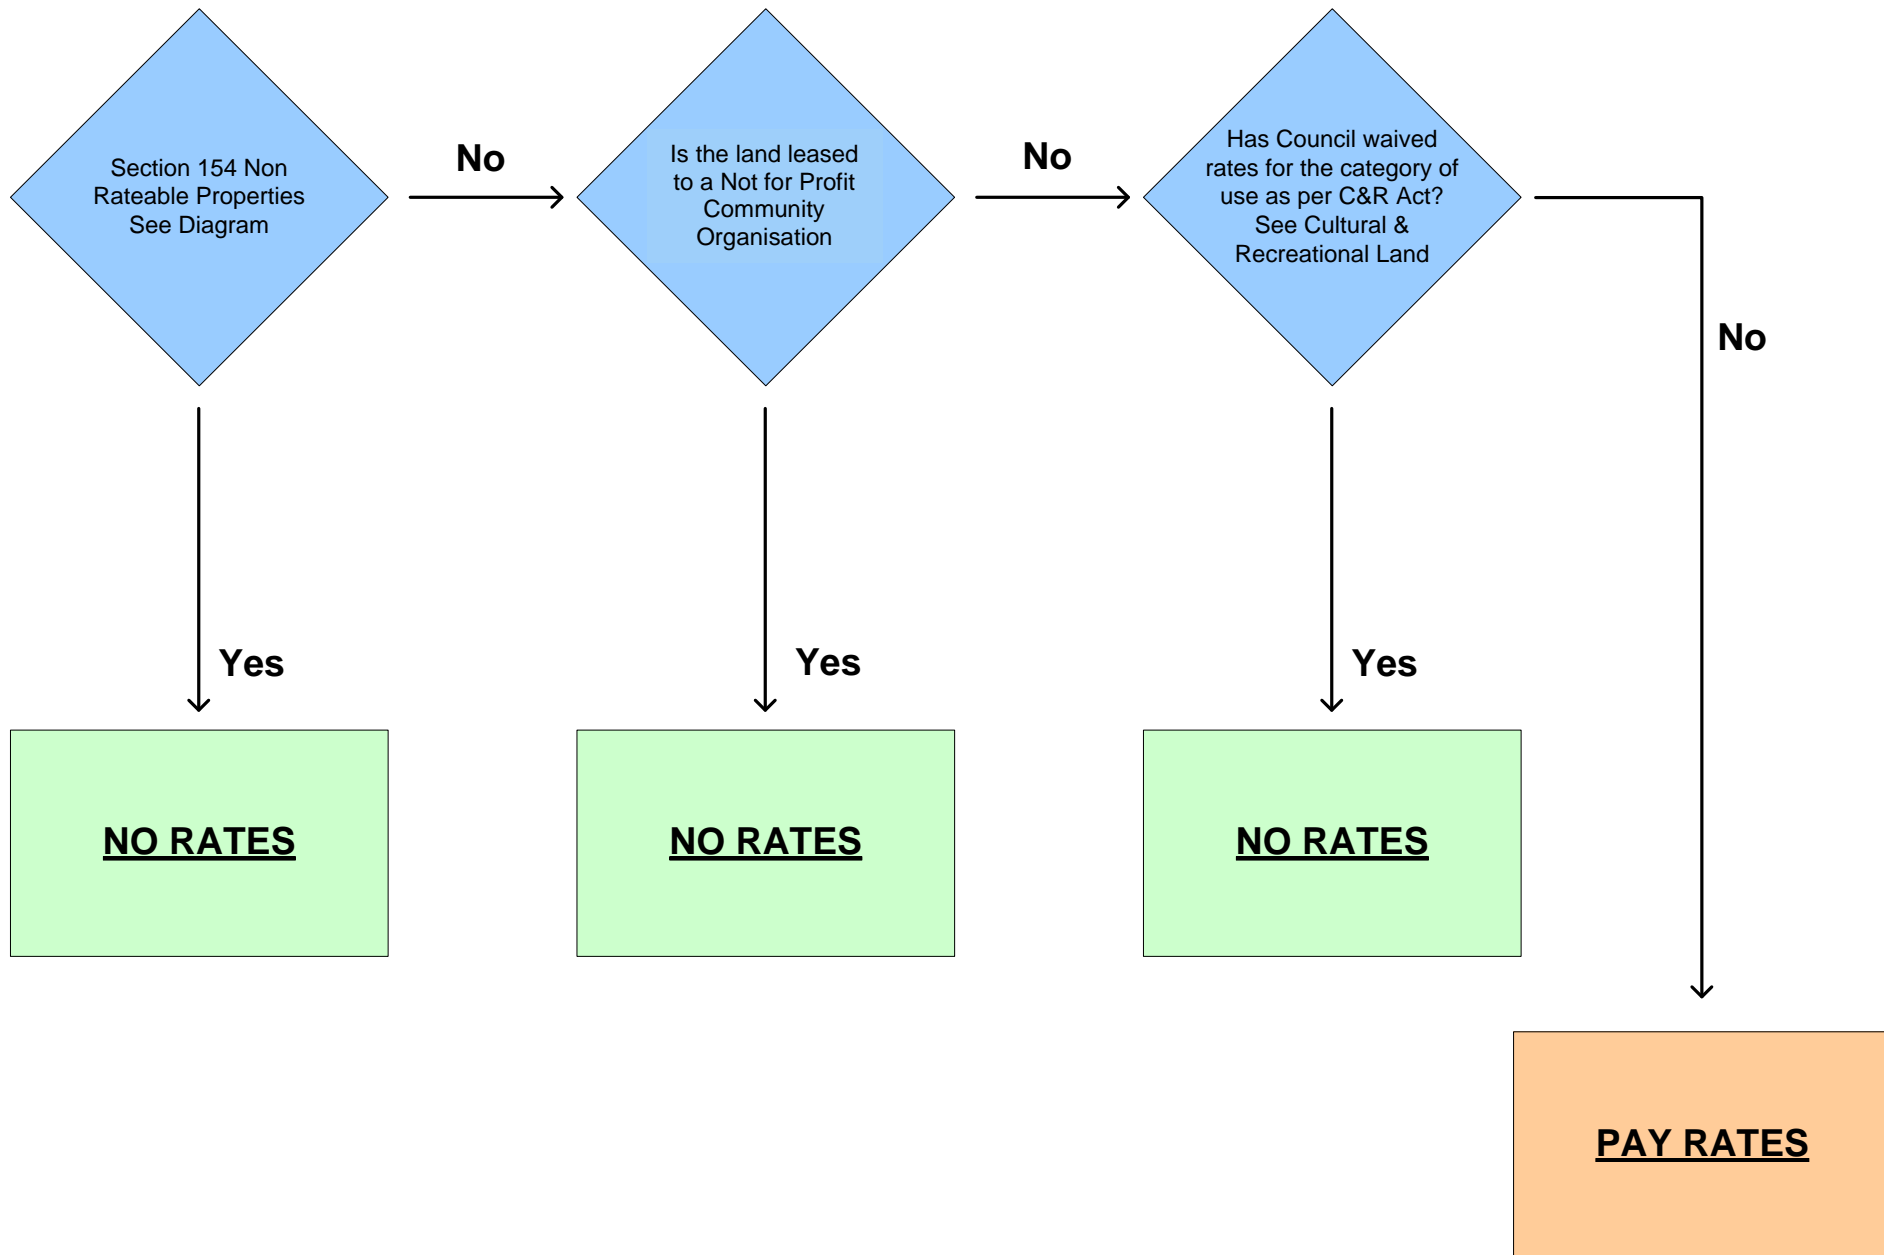 Section 154 Non
Rateable Properties
See Diagram
No
Is the land leased
to a Not for Profit
Community
Organisation
No
Has Council waived
rates for the category of
use as per C&R Act?
See Cultural &
Recreational Land
No
Yes
Yes
Yes
NO RATES
NO RATES
NO RATES
PAY RATES